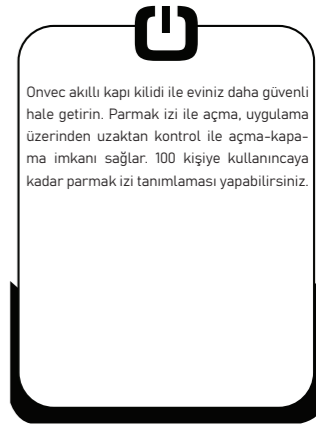 Onvec akıllı kapı kilidi ile eviniz daha güvenli
hale getirin. Parmak izi ile açma, uygulama
üzerinden uzaktan kontrol ile açma-kapa-
ma imkanı sağlar. 100 kişiye kullanıncaya
kadar parmak izi tanımlaması yapabilirsiniz.